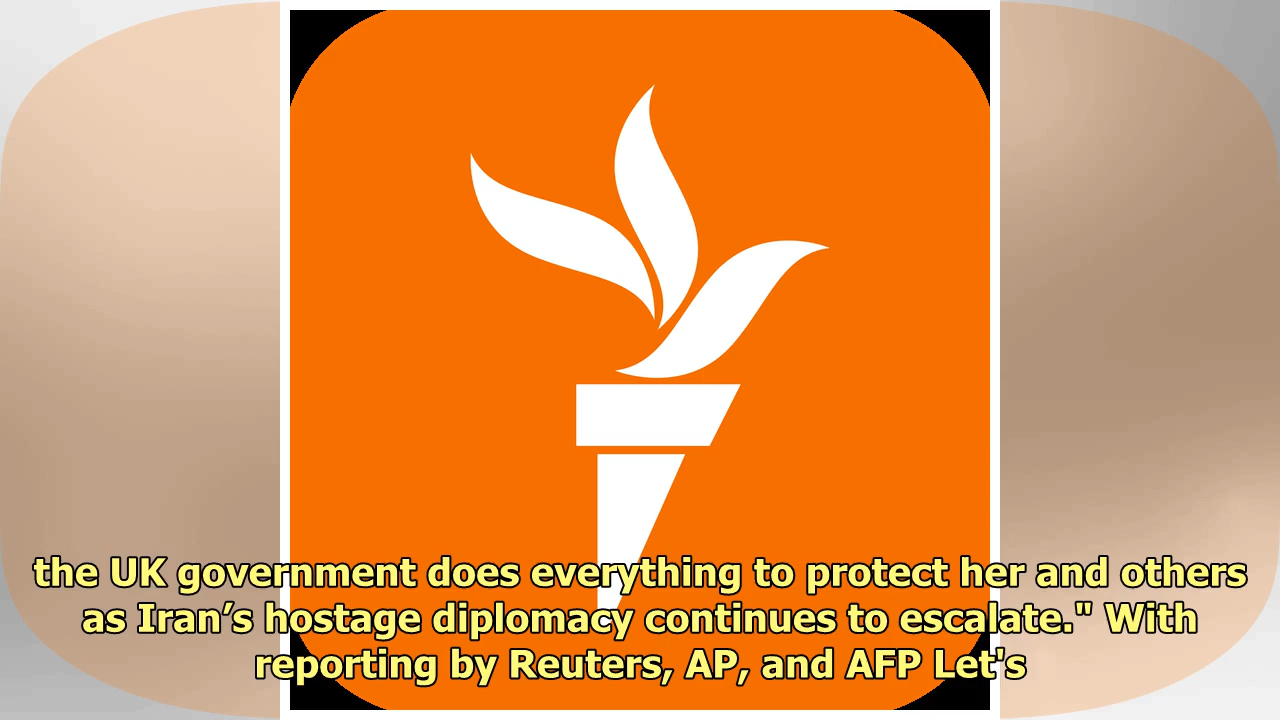 the UK government does everything to protect her and others
as Iran’s hostage diplomacy continues to escalate." With
reporting by Reuters, AP, and AFP Let's